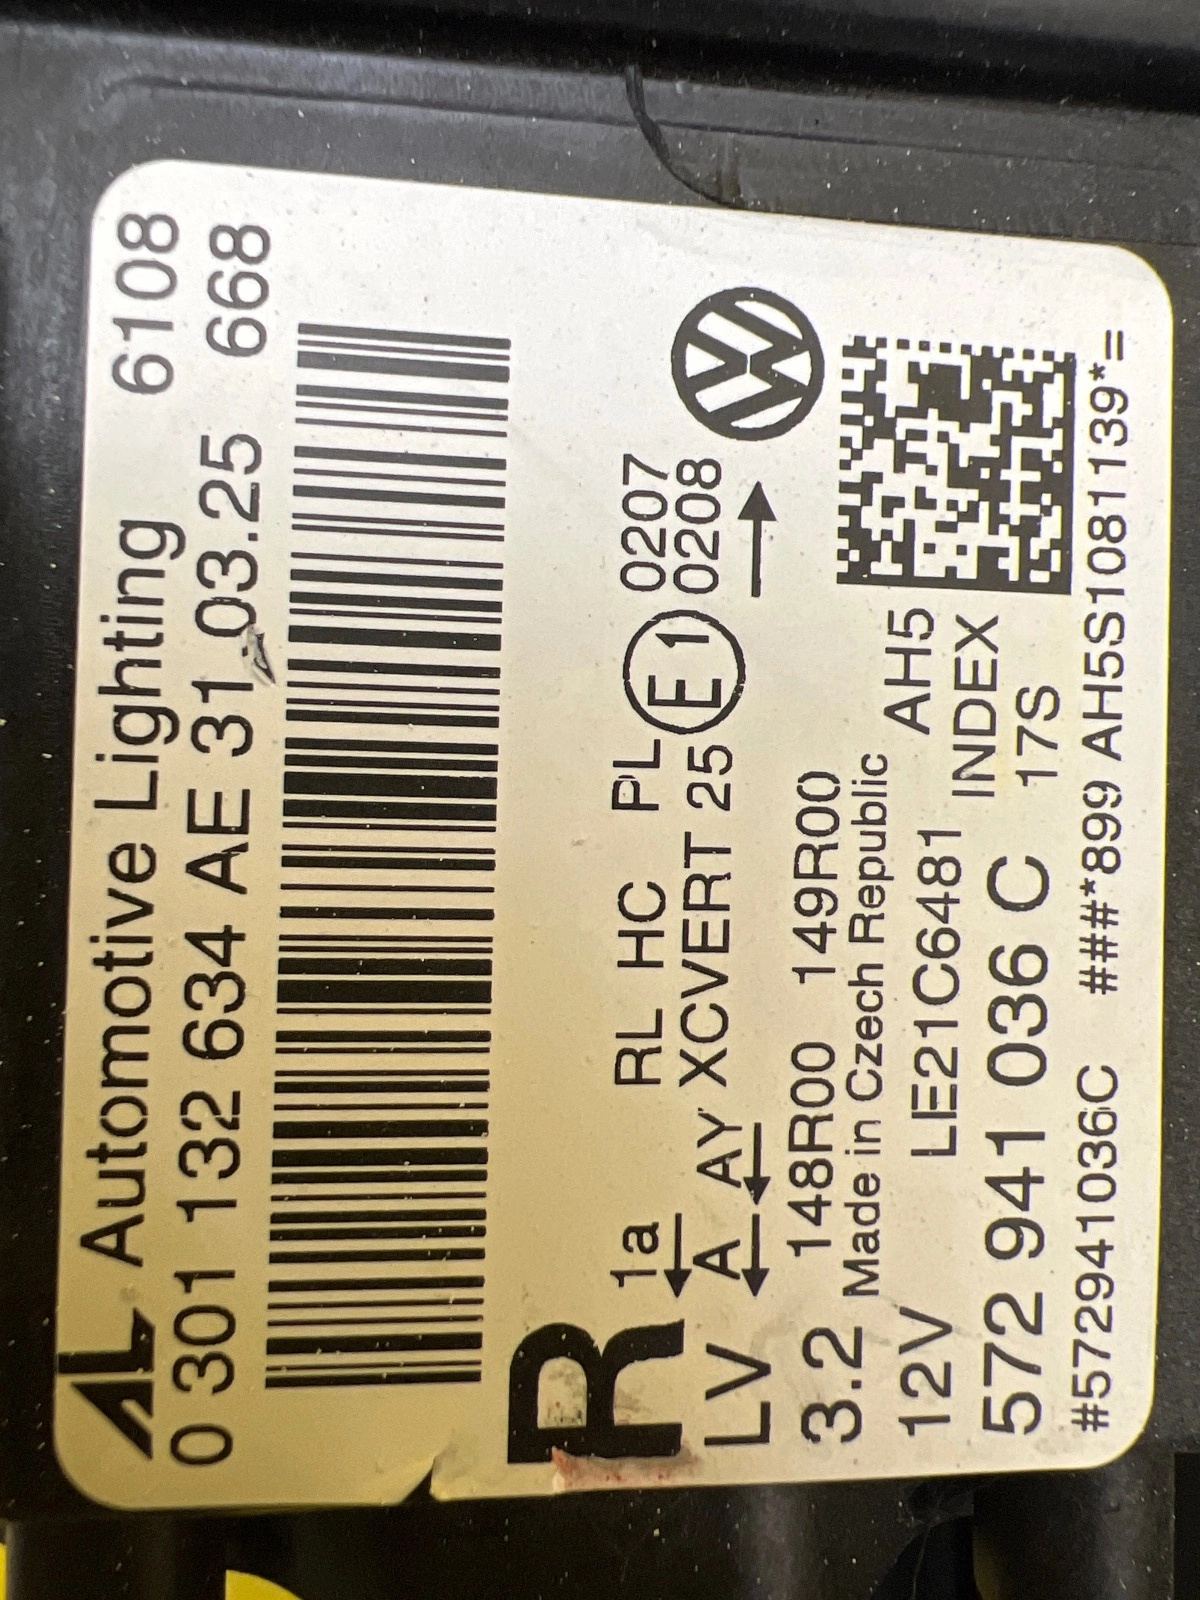 AL Automotive Lighting 6108
0 301 132 634 AE 31.03.25 668
R 1a RL HC PL 0207
LV A AY XCVERT 25 E1 0208
3.2 148R00 149R00
Made in Czech Republic
12V LE21C6481 AH5
572 941 036 C INDEX
17S
#572941036C ###*899 AH5S1081139*=